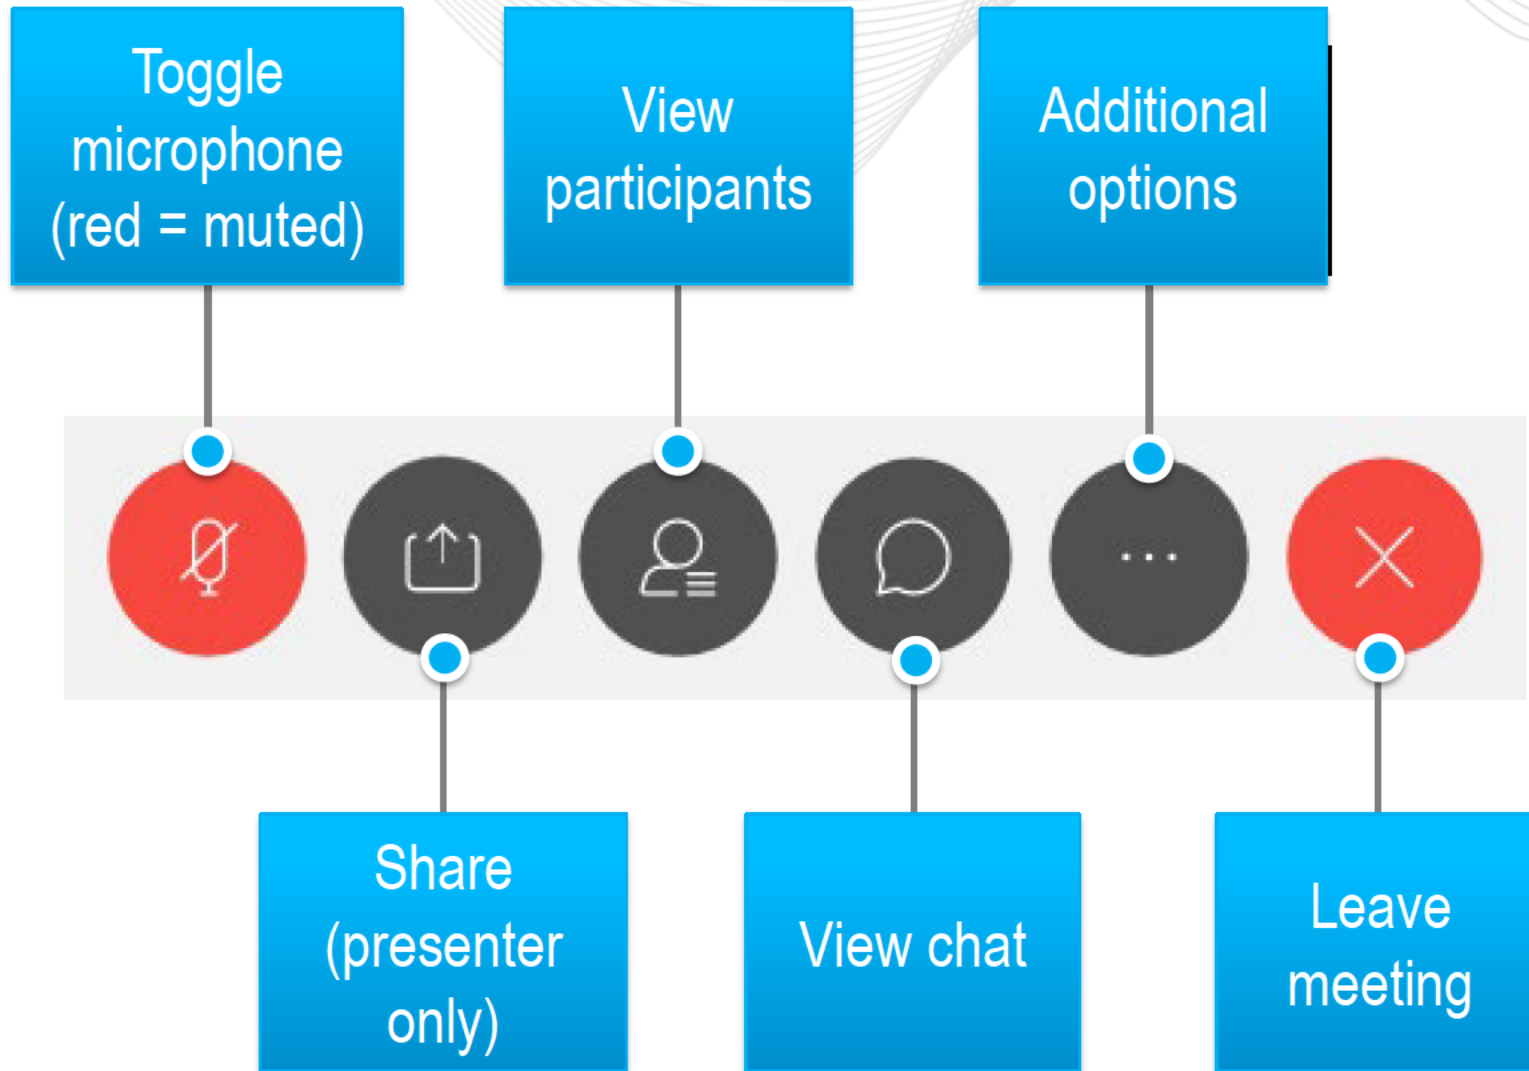 Toggle
microphone
(red = muted)
View
participants
Additional
options
Share
(presenter
only)
View chat
Leave
meeting